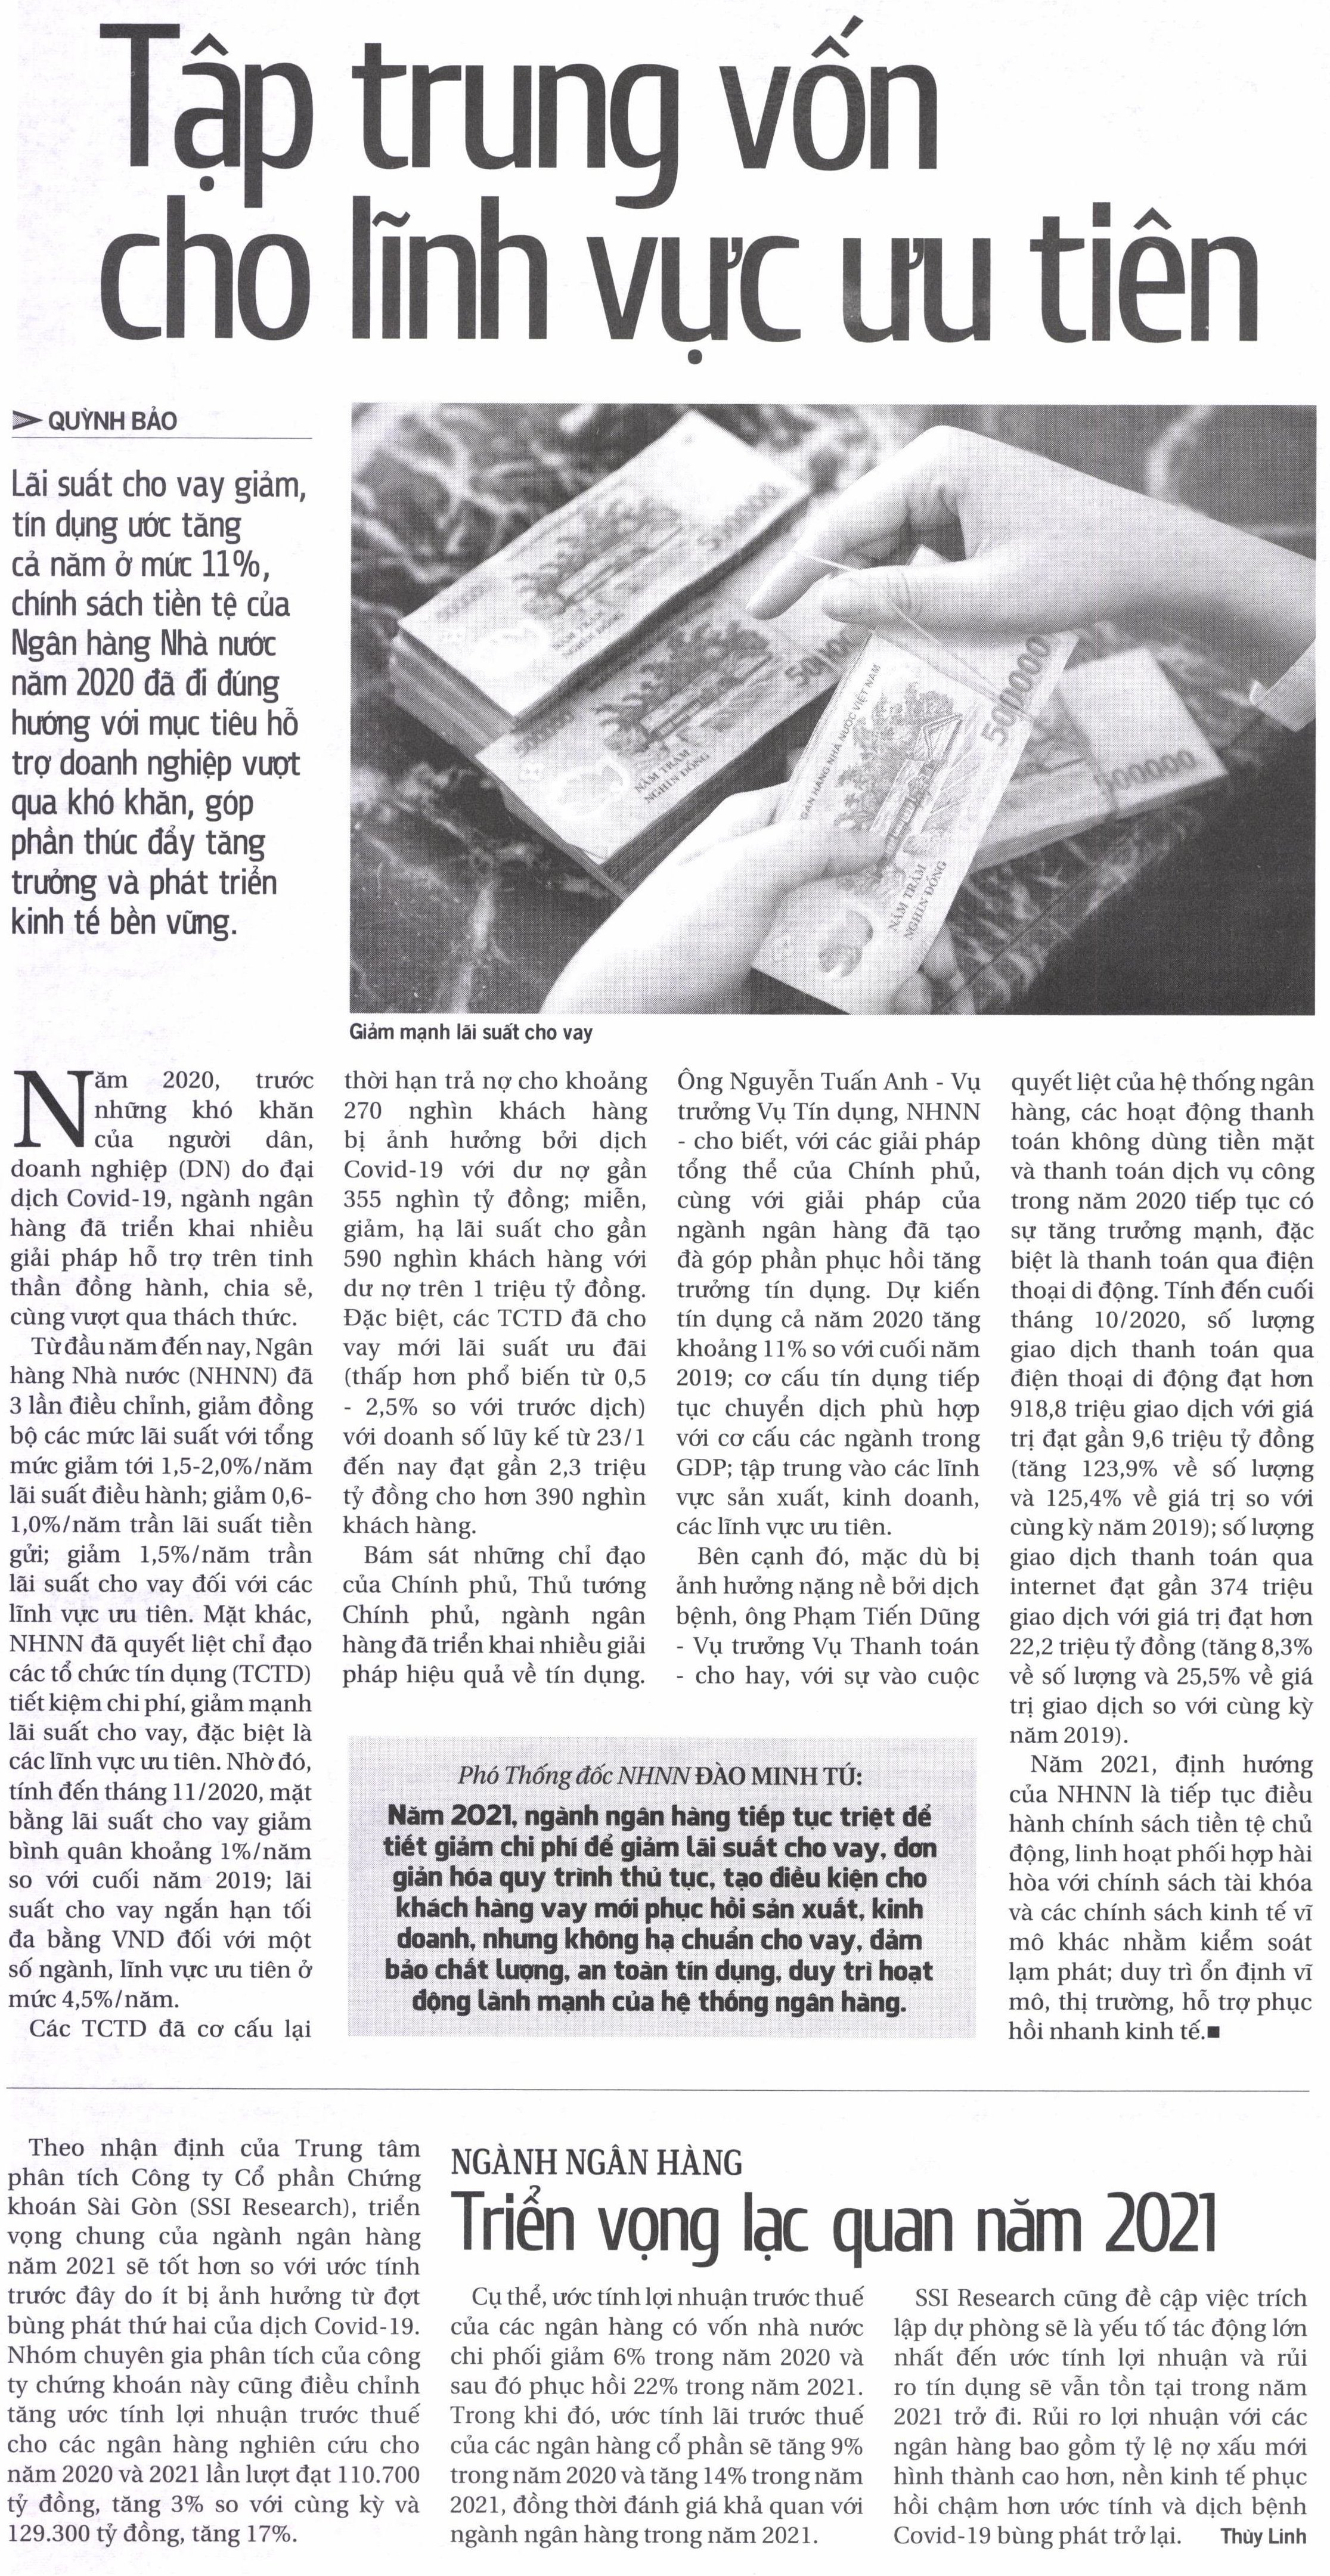 Tập trung vốn
cho lĩnh vực ưu tiên
QUỲNH BẢO
Lãi suất cho vay giảm,
tín dụng ước tăng
cả năm ở mức 11%,
chính sách tiền tệ của
Ngân hàng Nhà nước
năm 2020 đã đi đúng
hướng với mục tiêu hỗ
trợ doanh nghiệp vượt
qua khó khăn, góp
phần thúc đẩy tăng
trưởng và phát triển
kinh tế bền vững.
500000
NĂM TRĂM
NGHÌN ĐỒNG
500000
NĂM TRĂM
NGHÌN ĐỒNG
NGÂN HÀNG NHÀ NƯỚC VIỆT NAM
500000
NĂM TRĂM
NGHÌN ĐỒNG
500000
Giảm mạnh lãi suất cho vay
Năm 2020, trước
những khó khăn
của người dân,
doanh nghiệp (DN) do đại
dịch Covid-19, ngành ngân
hàng đã triển khai nhiều
giải pháp hỗ trợ trên tinh
thần đồng hành, chia sẻ,
cùng vượt qua thách thức.
Từ đầu năm đến nay, Ngân
hàng Nhà nước (NHNN) đã
3 lần điều chỉnh, giảm đồng
bộ các mức lãi suất với tổng
mức giảm tới 1,5-2,0%/năm
lãi suất điều hành; giảm 0,6-
1,0%/năm trần lãi suất tiền
gửi; giảm 1,5%/năm trần
lãi suất cho vay đối với các
lĩnh vực ưu tiên. Mặt khác,
NHNN đã quyết liệt chỉ đạo
các tổ chức tín dụng (TCTD)
tiết kiệm chi phí, giảm mạnh
lãi suất cho vay, đặc biệt là
các lĩnh vực ưu tiên. Nhờ đó,
tính đến tháng 11/2020, mặt
bằng lãi suất cho vay giảm
bình quân khoảng 1%/năm
so với cuối năm 2019; lãi
suất cho vay ngắn hạn tối
đa bằng VND đối với một
số ngành, lĩnh vực ưu tiên ở
mức 4,5%/năm.
Các TCTD đã cơ cấu lại
thời hạn trả nợ cho khoảng
270 nghìn khách hàng
bị ảnh hưởng bởi dịch
Covid-19 với dư nợ gần
355 nghìn tỷ đồng; miễn,
giảm, hạ lãi suất cho gần
590 nghìn khách hàng với
dư nợ trên 1 triệu tỷ đồng.
Đặc biệt, các TCTD đã cho
vay mới lãi suất ưu đãi
(thấp hơn phổ biến từ 0,5
- 2,5% so với trước dịch)
với doanh số lũy kế từ 23/1
đến nay đạt gần 2,3 triệu
tỷ đồng cho hơn 390 nghìn
khách hàng.
Bám sát những chỉ đạo
của Chính phủ, Thủ tướng
Chính phủ, ngành ngân
hàng đã triển khai nhiều giải
pháp hiệu quả về tín dụng.
Ông Nguyễn Tuấn Anh - Vụ
trưởng Vụ Tín dụng, NHNN
- cho biết, với các giải pháp
tổng thể của Chính phủ,
cùng với giải pháp của
ngành ngân hàng đã tạo
đà góp phần phục hồi tăng
trưởng tín dụng. Dự kiến
tín dụng cả năm 2020 tăng
khoảng 11% so với cuối năm
2019; cơ cấu tín dụng tiếp
tục chuyển dịch phù hợp
với cơ cấu các ngành trong
GDP; tập trung vào các lĩnh
vực sản xuất, kinh doanh,
các lĩnh vực ưu tiên.
Bên cạnh đó, mặc dù bị
ảnh hưởng nặng nề bởi dịch
bệnh, ông Phạm Tiến Dũng
- Vụ trưởng Vụ Thanh toán
- cho hay, với sự vào cuộc
quyết liệt của hệ thống ngân
hàng, các hoạt động thanh
toán không dùng tiền mặt
và thanh toán dịch vụ công
trong năm 2020 tiếp tục có
sự tăng trưởng mạnh, đặc
biệt là thanh toán qua điện
thoại di động. Tính đến cuối
tháng 10/2020, số lượng
giao dịch thanh toán qua
điện thoại di động đạt hơn
918,8 triệu giao dịch với giá
trị đạt gần 9,6 triệu tỷ đồng
(tăng 123,9% về số lượng
và 125,4% về giá trị so với
cùng kỳ năm 2019); số lượng
giao dịch thanh toán qua
internet đạt gần 374 triệu
giao dịch với giá trị đạt hơn
22,2 triệu tỷ đồng (tăng 8,3%
về số lượng và 25,5% về giá
trị giao dịch so với cùng kỳ
năm 2019).
Năm 2021, định hướng
của NHNN là tiếp tục điều
hành chính sách tiền tệ chủ
động, linh hoạt phối hợp hài
hòa với chính sách tài khóa
và các chính sách kinh tế vĩ
mô khác nhằm kiểm soát
lạm phát; duy trì ổn định vĩ
mô, thị trường, hỗ trợ phục
hồi nhanh kinh tế.■
Phó Thống đốc NHNN ĐÀO MINH TÚ:
Năm 2021, ngành ngân hàng tiếp tục triệt để
tiết giảm chi phí để giảm lãi suất cho vay, đơn
giản hóa quy trình thủ tục, tạo điều kiện cho
khách hàng vay mới phục hồi sản xuất, kinh
doanh, nhưng không hạ chuẩn cho vay, đảm
bảo chất lượng, an toàn tín dụng, duy trì hoạt
động lành mạnh của hệ thống ngân hàng.
NGÀNH NGÂN HÀNG
Triển vọng lạc quan năm 2021
Theo nhận định của Trung tâm
phân tích Công ty Cổ phần Chứng
khoán Sài Gòn (SSI Research), triển
vọng chung của ngành ngân hàng
năm 2021 sẽ tốt hơn so với ước tính
trước đây do ít bị ảnh hưởng từ đợt
bùng phát thứ hai của dịch Covid-19.
Nhóm chuyên gia phân tích của công
ty chứng khoán này cũng điều chỉnh
tăng ước tính lợi nhuận trước thuế
cho các ngân hàng nghiên cứu cho
năm 2020 và 2021 lần lượt đạt 110.700
tỷ đồng, tăng 3% so với cùng kỳ và
129.300 tỷ đồng, tăng 17%.
Cụ thể, ước tính lợi nhuận trước thuế
của các ngân hàng có vốn nhà nước
chi phối giảm 6% trong năm 2020 và
sau đó phục hồi 22% trong năm 2021.
Trong khi đó, ước tính lãi trước thuế
của các ngân hàng cổ phần sẽ tăng 9%
trong năm 2020 và tăng 14% trong năm
2021, đồng thời đánh giá khả quan với
ngành ngân hàng trong năm 2021.
SSI Research cũng đề cập việc trích
lập dự phòng sẽ là yếu tố tác động lớn
nhất đến ước tính lợi nhuận và rủi
ro tín dụng sẽ vẫn tồn tại trong năm
2021 trở đi. Rủi ro lợi nhuận với các
ngân hàng bao gồm tỷ lệ nợ xấu mới
hình thành cao hơn, nền kinh tế phục
hồi chậm hơn ước tính và dịch bệnh
Covid-19 bùng phát trở lại. Thùy Linh